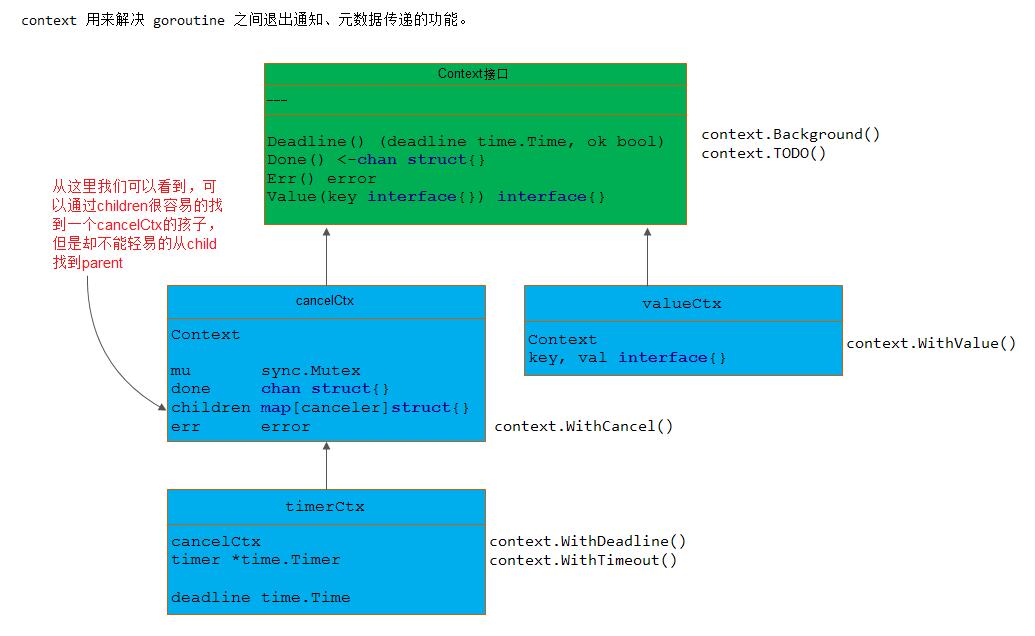 context 用来解决 goroutine 之间退出通知、元数据传递的功能。
Context接口
---
Deadline() (deadline time.Time, ok bool)
Done() <-chan struct{}
Err() error
Value(key interface{}) interface{}
context.Background()
context.TODO()
从这里我们可以看到，可
以通过children很容易的找
到一个cancelCtx的孩子，
但是却不能轻易的从child
找到parent
cancelCtx
Context
mu sync.Mutex
done chan struct{}
children map[canceler]struct{}
err error
context.WithCancel()
valueCtx
Context
key, val interface{}
context.WithValue()
timerCtx
cancelCtx
timer *time.Timer
deadline time.Time
context.WithDeadline()
context.WithTimeout()